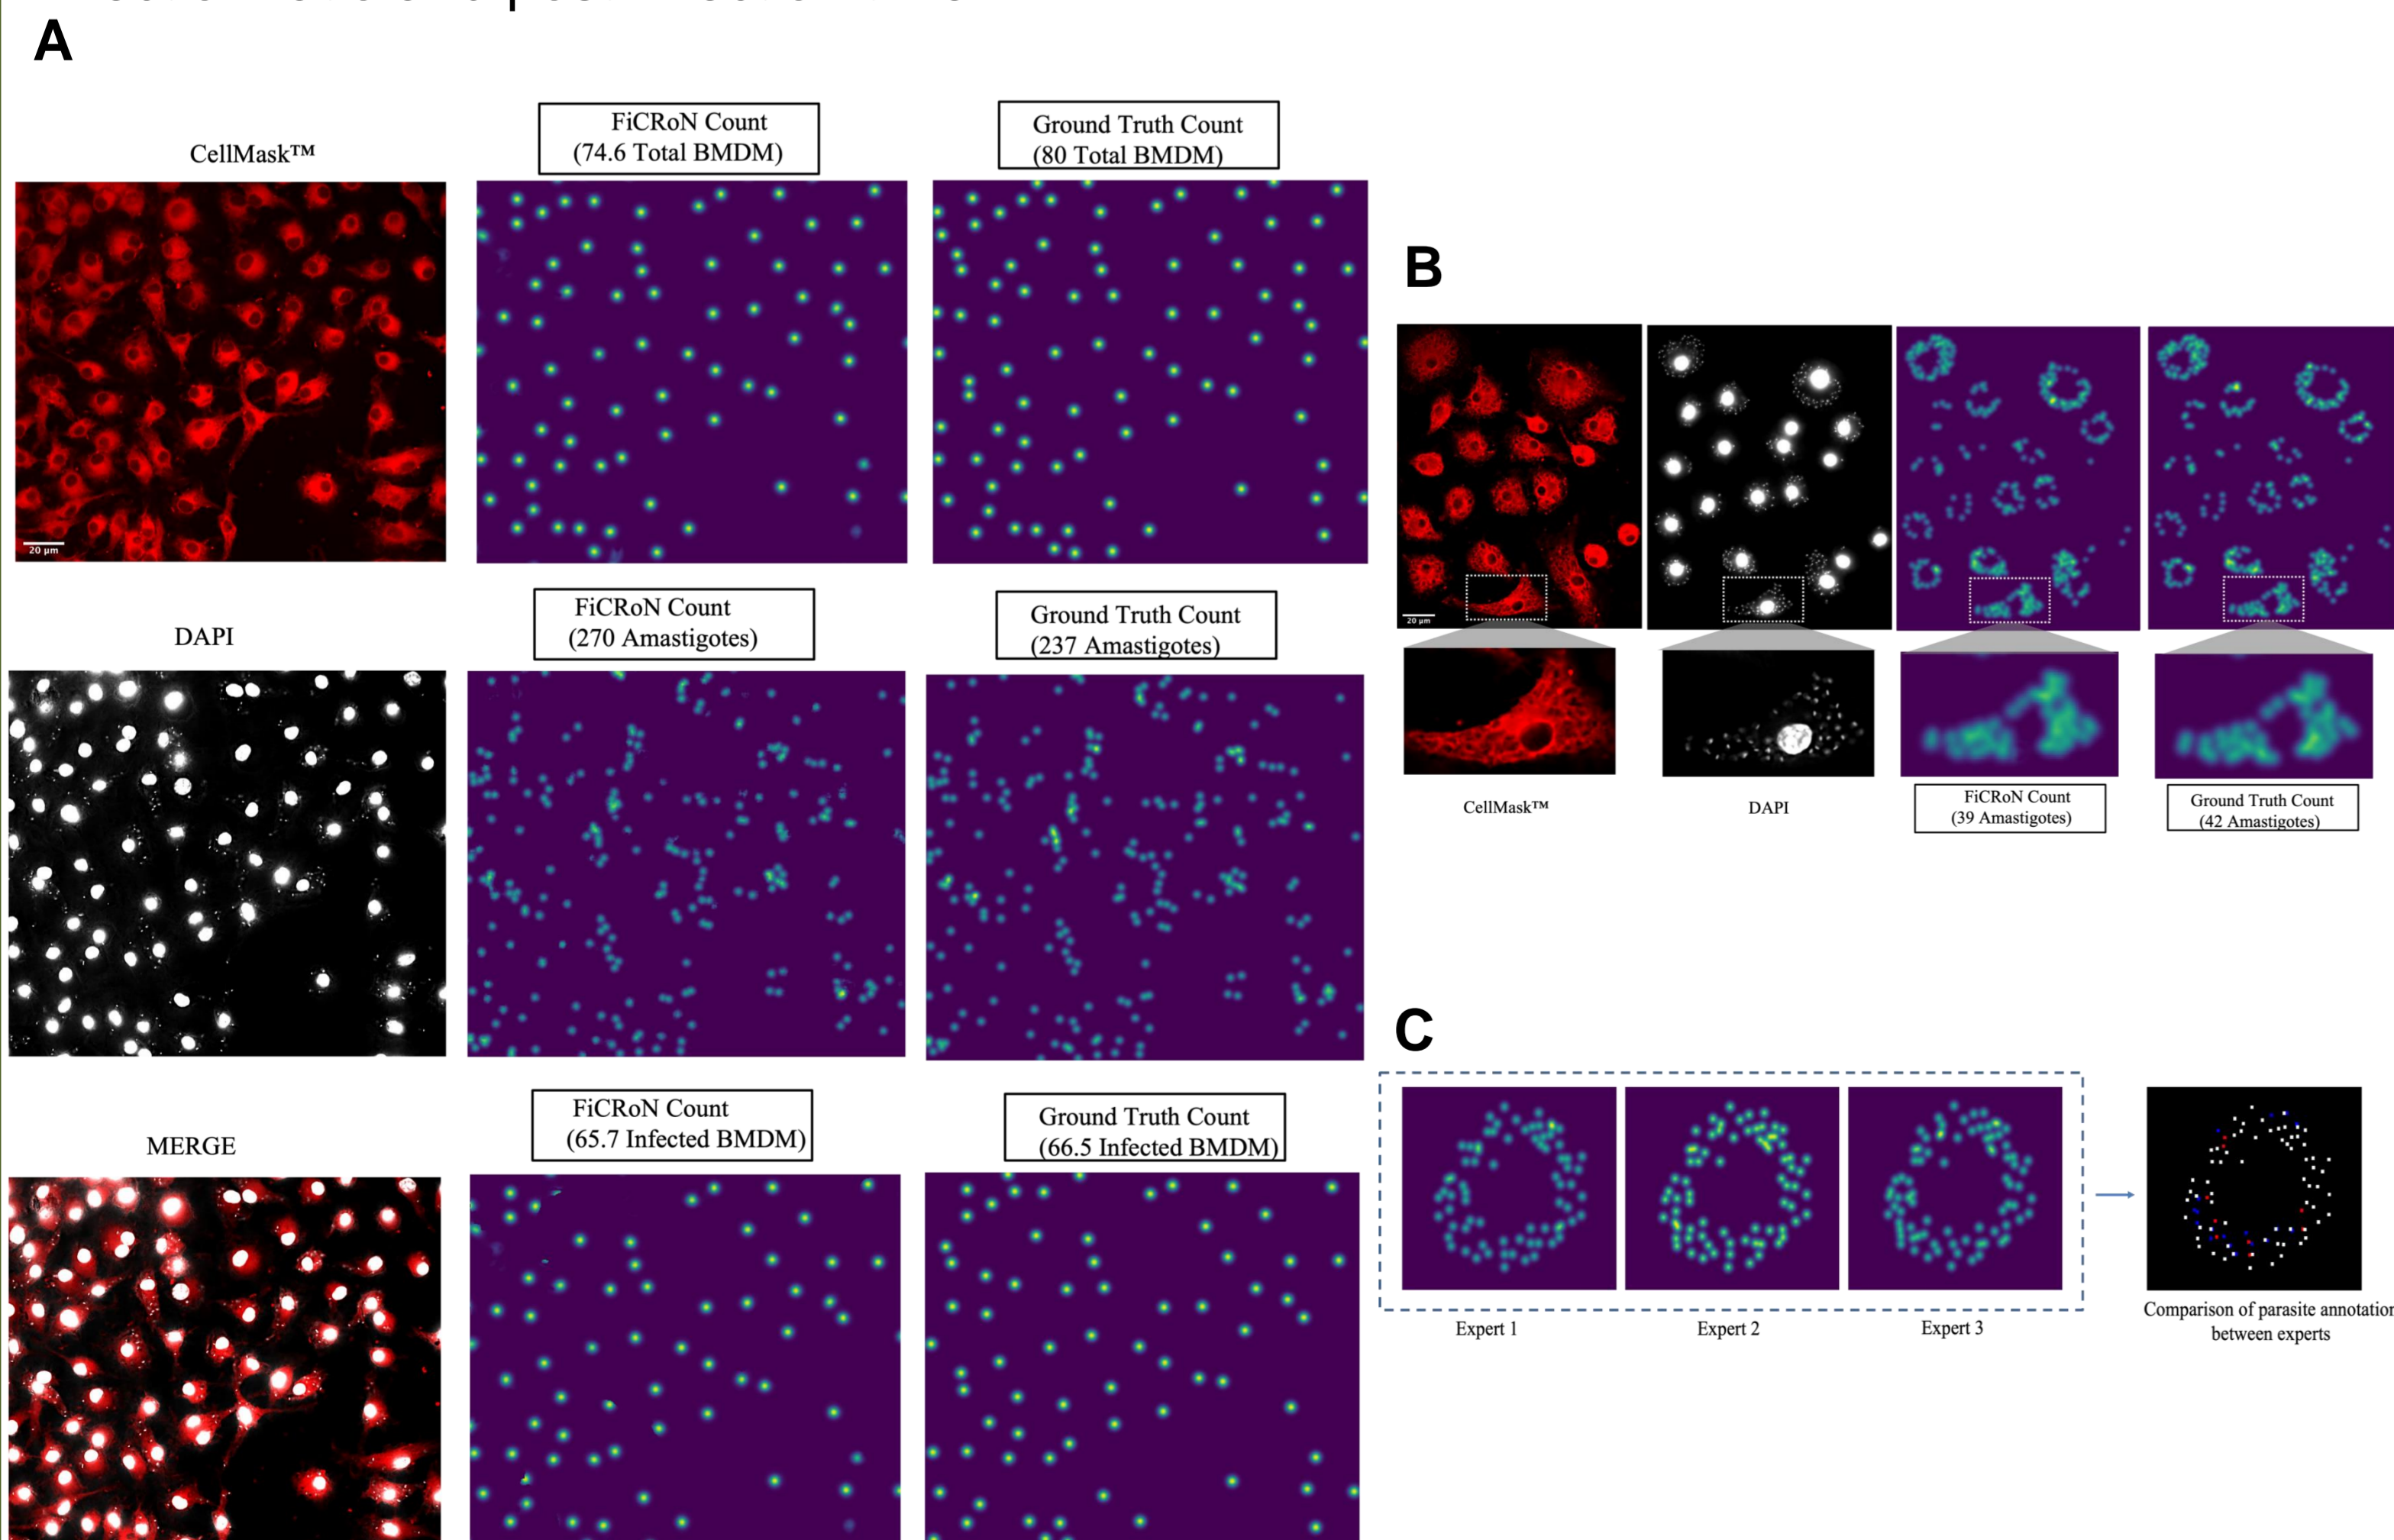 A
CellMask™
FiCRoN Count
(74.6 Total BMDM)
Ground Truth Count
(80 Total BMDM)
20 µm
DAPI
FiCRoN Count
(270 Amastigotes)
Ground Truth Count
(237 Amastigotes)
MERGE
FiCRoN Count
(65.7 Infected BMDM)
Ground Truth Count
(66.5 Infected BMDM)
B
20 µm
CellMask™
DAPI
FiCRoN Count
(39 Amastigotes)
Ground Truth Count
(42 Amastigotes)
C
Expert 1
Expert 2
Expert 3
Comparison of parasite annotation
between experts